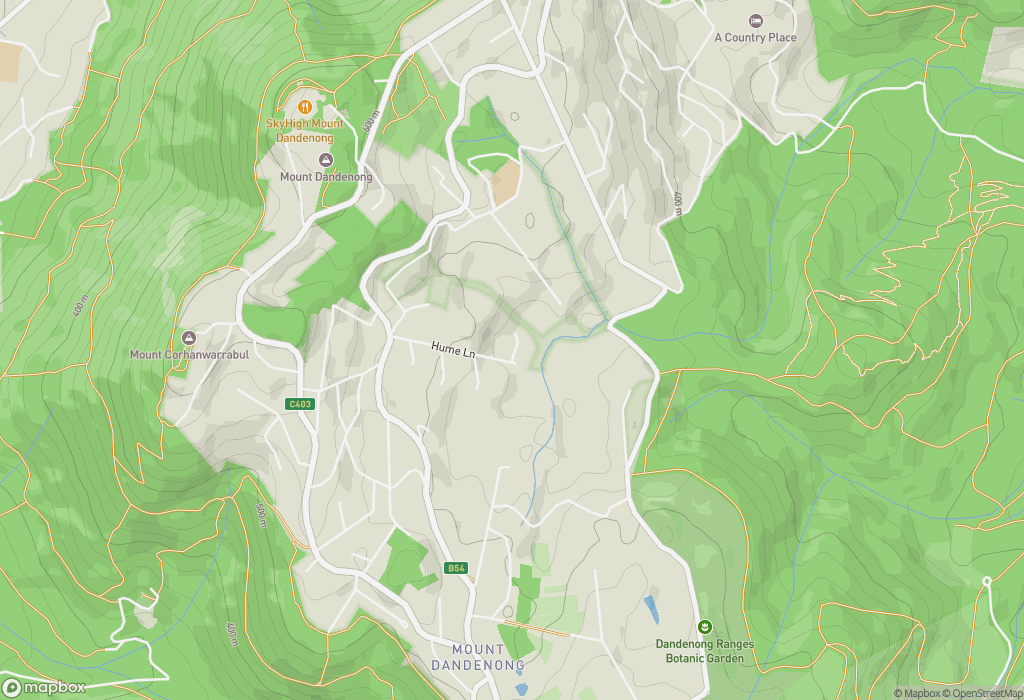 A Country Place
SkyHigh Mount
Dandenong
600 m
Mount Dandenong
400 m
400 m
Mount Corhanwarrabul
Hume Ln
C403
500 m
B54
400 m
Dandenong Ranges
Botanic Garden
MOUNT
DANDENONG
mapbox
© Mapbox © OpenStreetMap